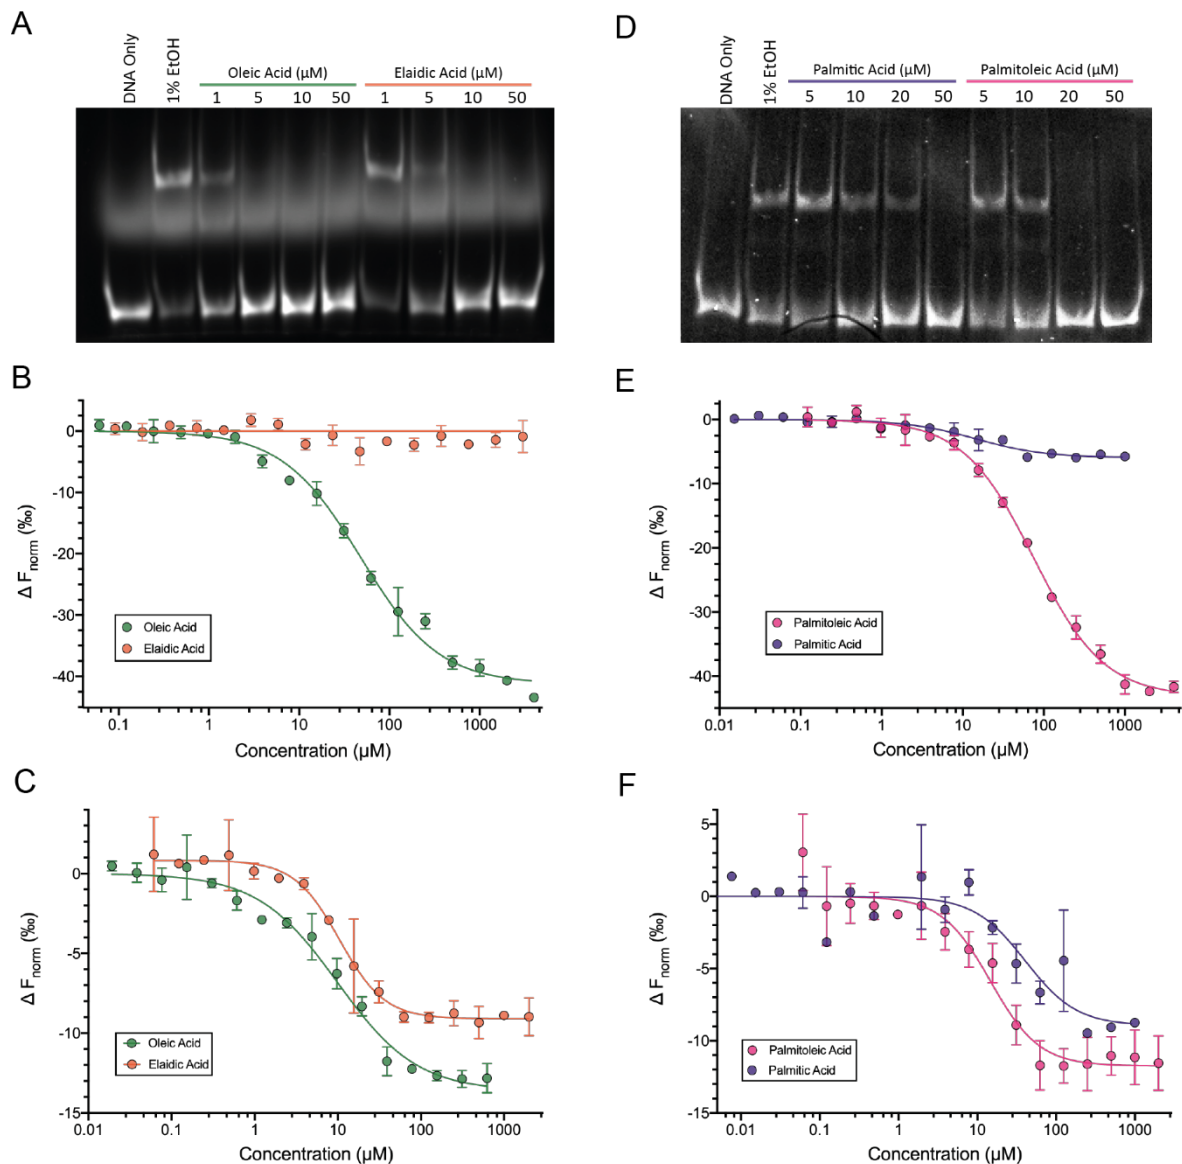 A
DNA Only
1% EtOH
Oleic Acid (µM)
Elaidic Acid (µM)
1 5 10 50 1 5 10 50
D
DNA Only
1% EtOH
Palmitic Acid (µM)
Palmitoleic Acid (µM)
5 10 20 50 5 10 20 50
B
0
-10
-20
-30
-40
Δ Fnorm (‰)
Oleic Acid
Elaidic Acid
0.1 1 10 100 1000
Concentration (µM)
E
0
-10
-20
-30
-40
Δ Fnorm (‰)
Palmitoleic Acid
Palmitic Acid
0.01 0.1 1 10 100 1000
Concentration (µM)
C
0
-5
-10
-15
Δ Fnorm (‰)
Oleic Acid
Elaidic Acid
0.01 0.1 1 10 100 1000
Concentration (µM)
F
5
0
-5
-10
-15
Δ Fnorm (‰)
Palmitoleic Acid
Palmitic Acid
0.01 0.1 1 10 100 1000
Concentration (µM)